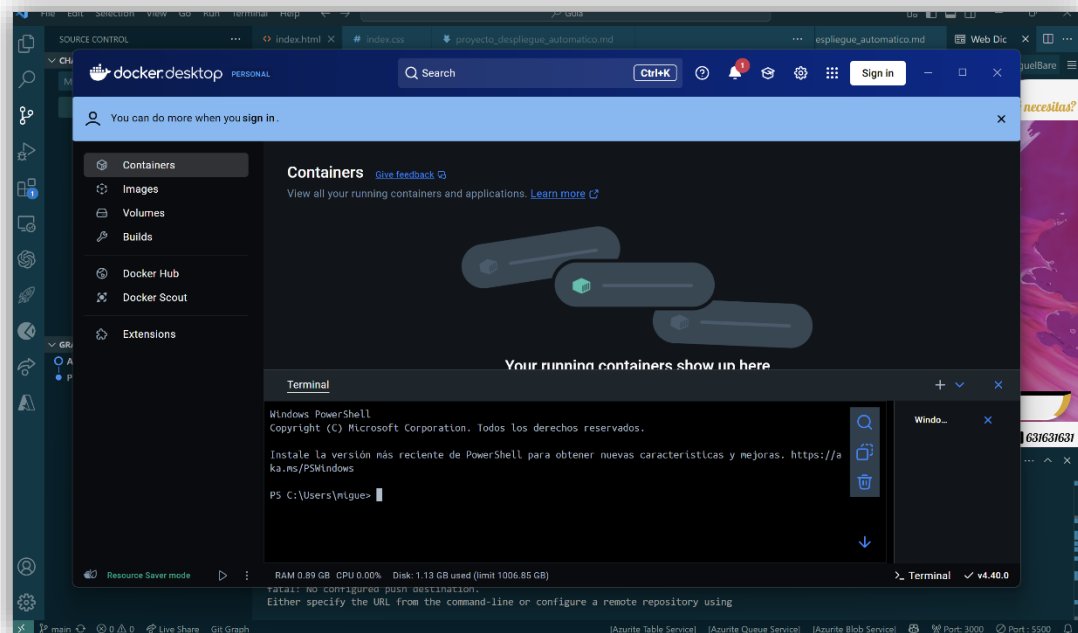 File Edit Selection View Go Run Terminal Help
Guia
SOURCE CONTROL
index.html
index.css
proyecto_despliegue_automatico.md
espliegue_automatico.md
Web Dic
docker.desktop PERSONAL
Search
Ctrl+K
1
Sign in
You can do more when you sign in.
necesitas?
Containers
Images
Volumes
Builds
Docker Hub
Docker Scout
Extensions
1
Containers Give feedback
View all your running containers and applications. Learn more
Your running containers show up here
Terminal
Windows PowerShell
Copyright (C) Microsoft Corporation. Todos los derechos reservados.
Instale la versión más reciente de PowerShell para obtener nuevas características y mejoras. https://a
ka.ms/PSWindows
PS C:\Users\migue>
Windo...
631631631
Resource Saver mode
RAM 0.89 GB CPU 0.00% Disk: 1.13 GB used (limit 1006.85 GB)
Terminal v4.40.0
fatal: No configured push destination.
Either specify the URL from the command-line or configure a remote repository using
main 0 0 0 Live Share Git Graph
[Azurite Table Service] [Azurite Queue Service] [Azurite Blob Service] Port: 3000 Port : 5500